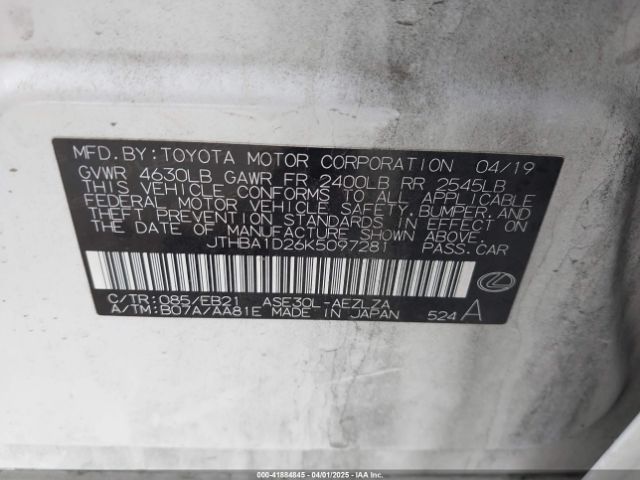 MFD.BY:TOYOTA MOTOR CORPORATION 04/19
GVWR 4630LB GAWR FR 2400LB RR 2545LB
THIS VEHICLE CONFORMS TO ALL APPLICABLE
FEDERAL MOTOR VEHICLE SAFETY, BUMPER, AND
THEFT PREVENTION STANDARDS IN EFFECT ON
THE DATE OF MANUFACTURE SHOWN ABOVE.
JTHBA1D26K5097281 PASS.CAR
C/TR:085/EB21 ASE30L-AEZLZA
A/TM:B07A/AA81E MADE IN JAPAN 524A
000-41884845 - 04/01/2025 - IAAI.COM